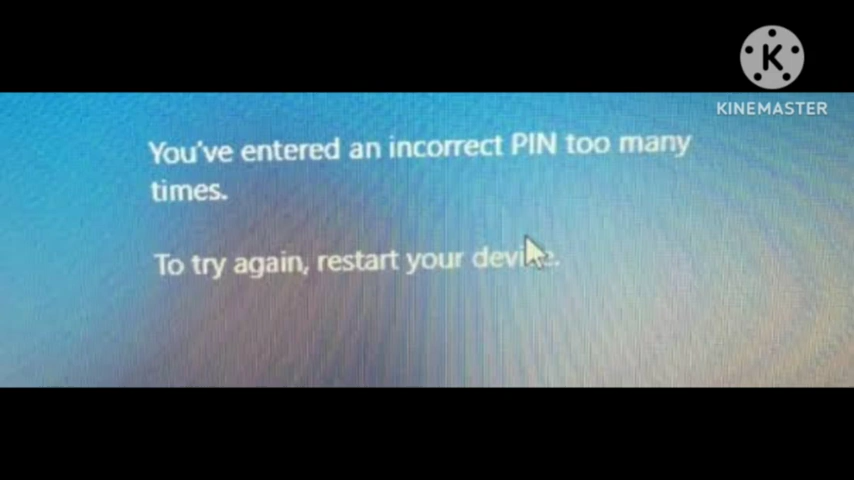 K
KINEMASTER
You've entered an incorrect PIN too many
times.
To try again, restart your device.